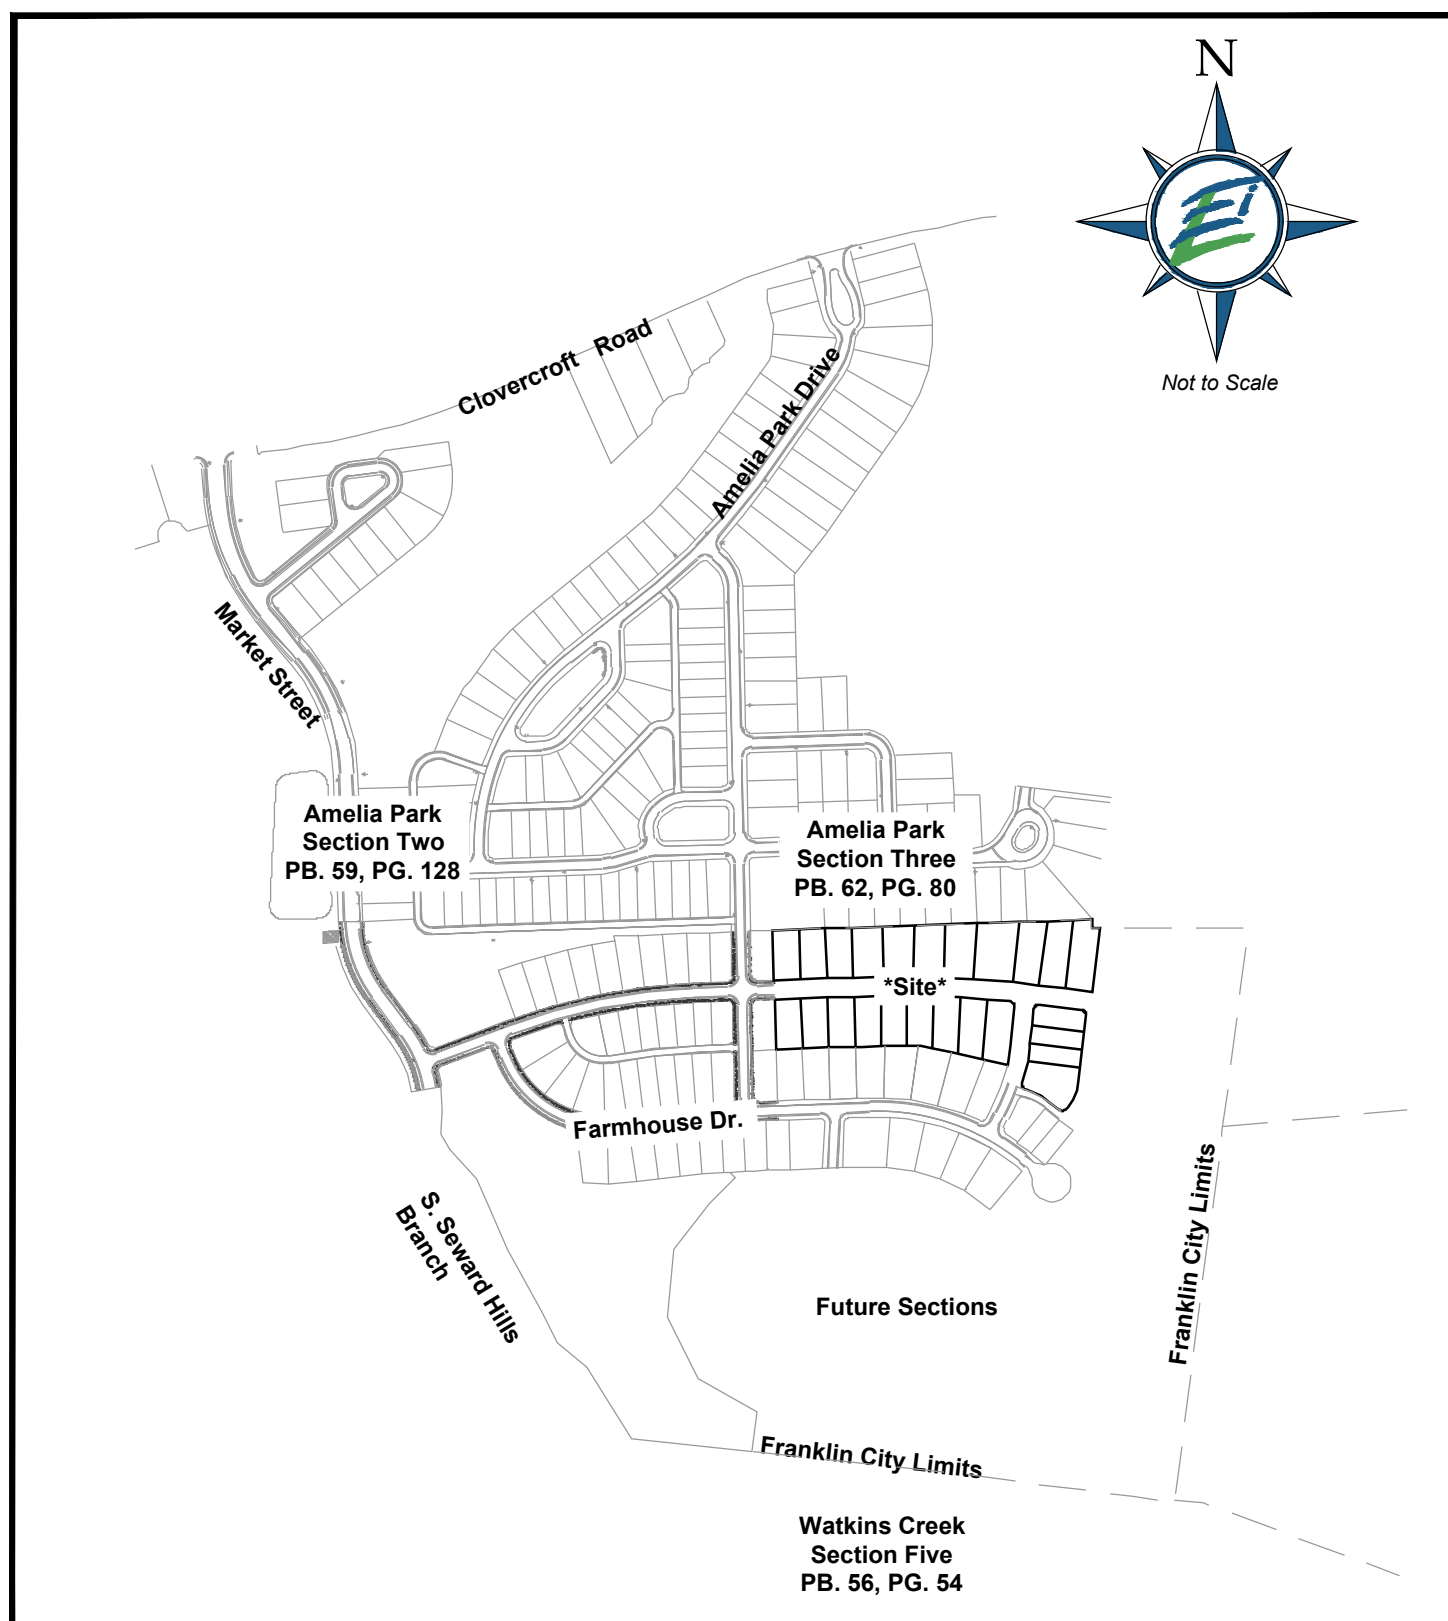 N
Not to Scale
Clovercroft Road
Amelia Park Drive
Market Street
Amelia Park
Section Two
PB. 59, PG. 128
Amelia Park
Section Three
PB. 62, PG. 80
*Site*
Farmhouse Dr.
S. Seward Hills
Branch
Franklin City Limits
Future Sections
Franklin City Limits
Watkins Creek
Section Five
PB. 56, PG. 54